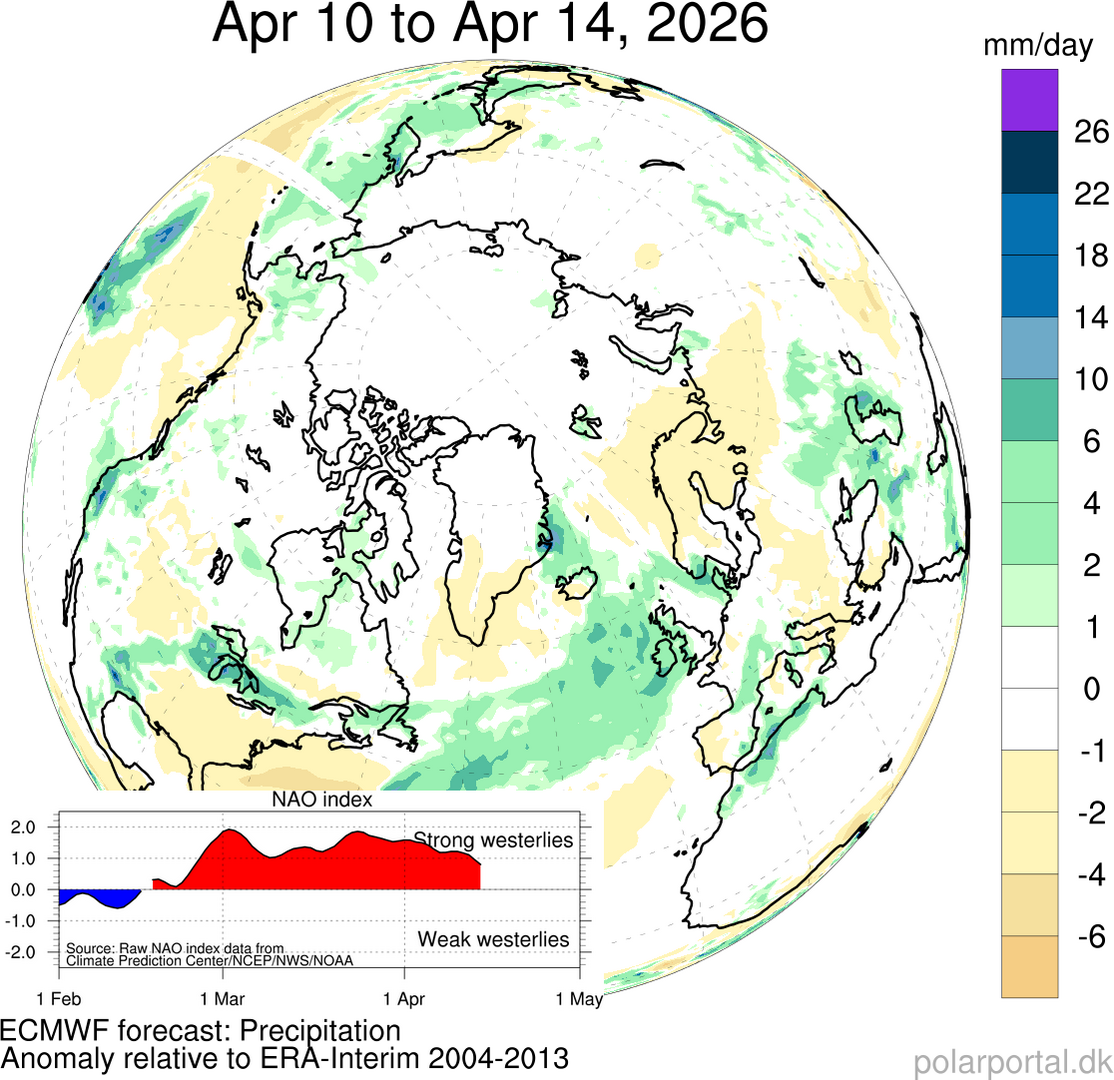 Apr 10 to Apr 14, 2026
mm/day
26
22
18
14
10
6
4
2
1
0
-1
-2
-4
-6
NAO index
2.0
1.0
0.0
-1.0
-2.0
Strong westerlies
Weak westerlies
Source: Raw NAO index data from
Climate Prediction Center/NCEP/NWS/NOAA
1 Feb
1 Mar
1 Apr
1 May
ECMWF forecast: Precipitation
Anomaly relative to ERA-Interim 2004-2013
polarportal.dk